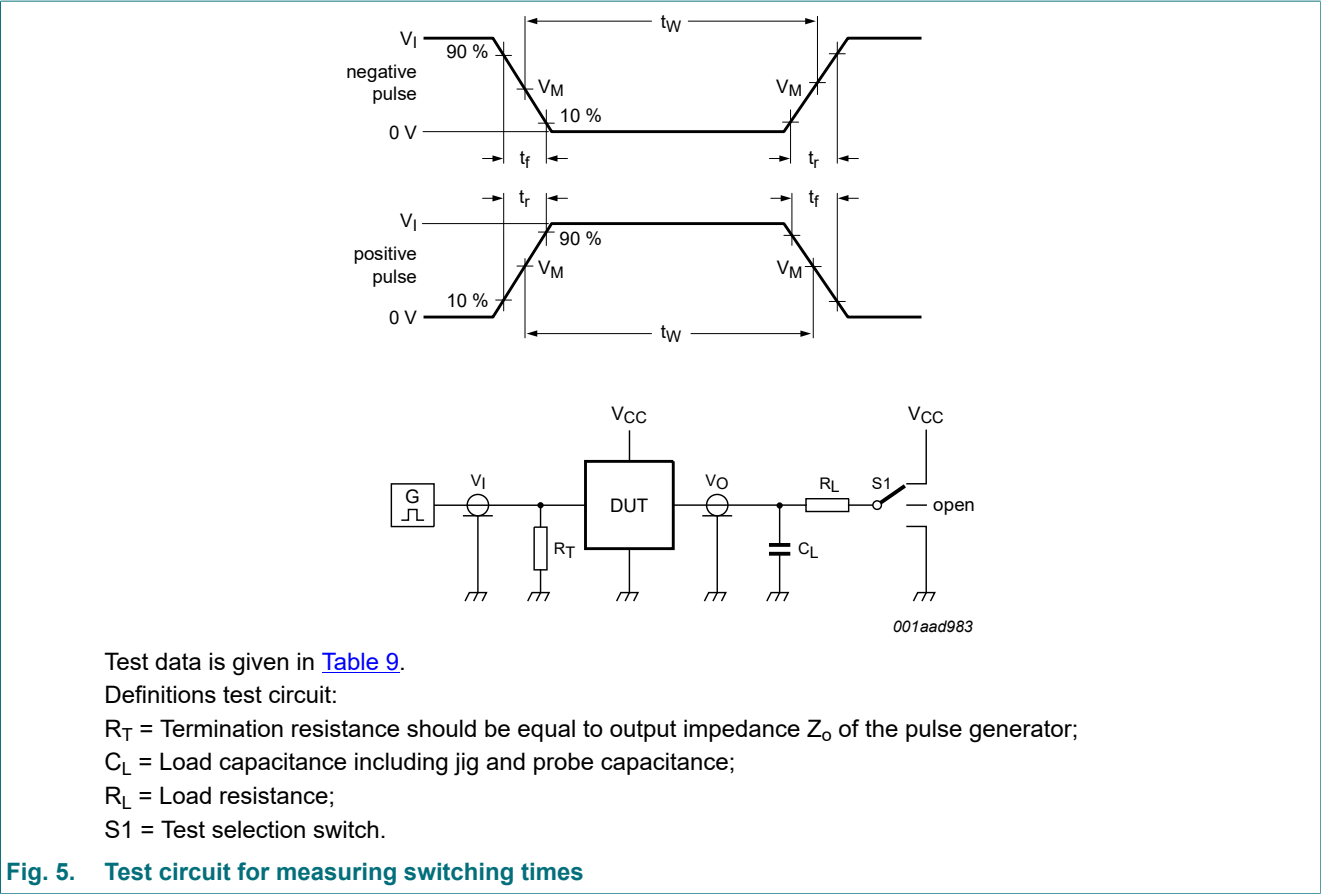 tW
VI
90 %
negative
pulse
VM
VM
10 %
0 V
tf
tr
tr
tf
VI
90 %
positive
pulse
VM
VM
10 %
0 V
tW
VCC
VCC
G
VI
RT
DUT
VO
CL
RL
S1
open
001aad983
Test data is given in Table 9.
Definitions test circuit:
RT = Termination resistance should be equal to output impedance Zo of the pulse generator;
CL = Load capacitance including jig and probe capacitance;
RL = Load resistance;
S1 = Test selection switch.
Fig. 5. Test circuit for measuring switching times